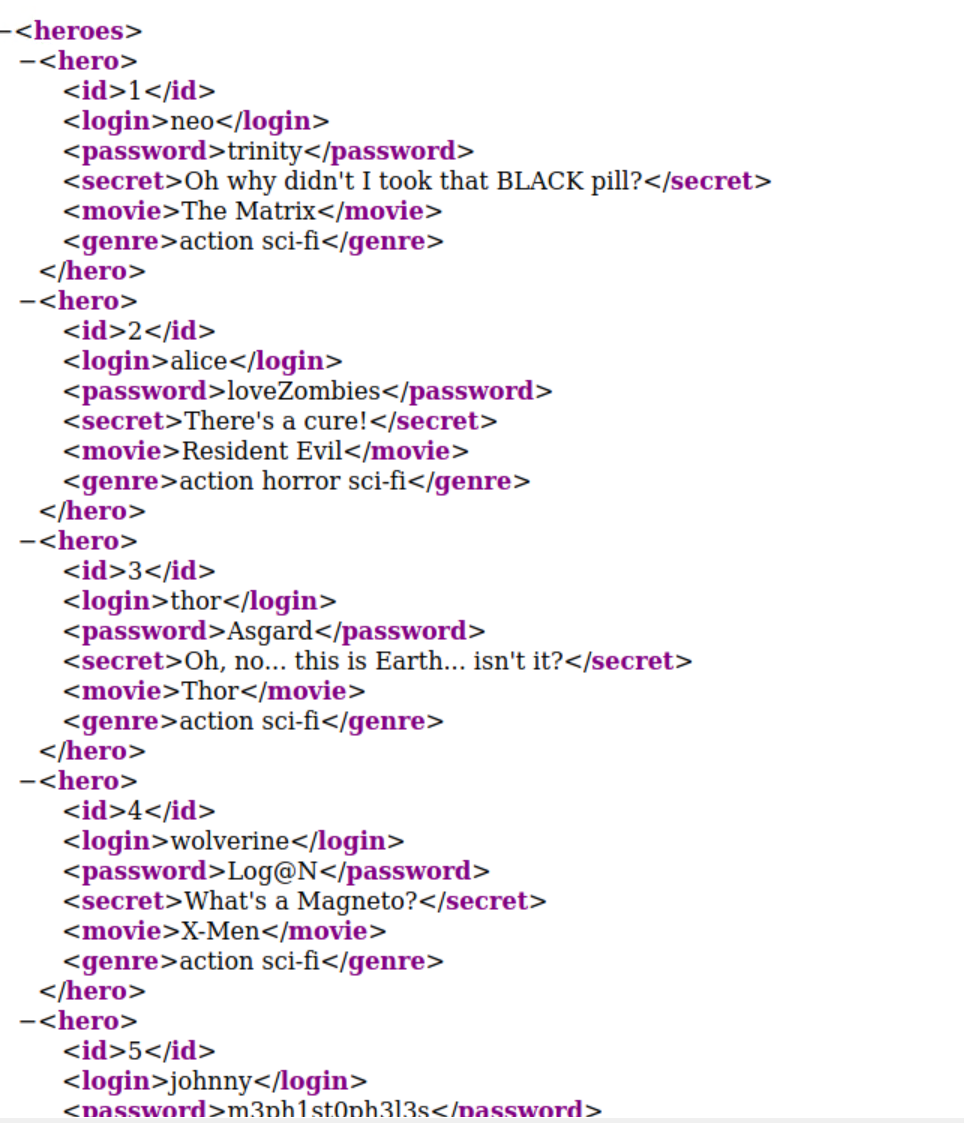 −<heroes>
−<hero>
<id>1</id>
<login>neo</login>
<password>trinity</password>
<secret>Oh why didn't I took that BLACK pill?</secret>
<movie>The Matrix</movie>
<genre>action sci-fi</genre>
</hero>
−<hero>
<id>2</id>
<login>alice</login>
<password>loveZombies</password>
<secret>There's a cure!</secret>
<movie>Resident Evil</movie>
<genre>action horror sci-fi</genre>
</hero>
−<hero>
<id>3</id>
<login>thor</login>
<password>Asgard</password>
<secret>Oh, no... this is Earth... isn't it?</secret>
<movie>Thor</movie>
<genre>action sci-fi</genre>
</hero>
−<hero>
<id>4</id>
<login>wolverine</login>
<password>Log@N</password>
<secret>What's a Magneto?</secret>
<movie>X-Men</movie>
<genre>action sci-fi</genre>
</hero>
−<hero>
<id>5</id>
<login>johnny</login>
<password>m3ph1st0ph3l3s</password>